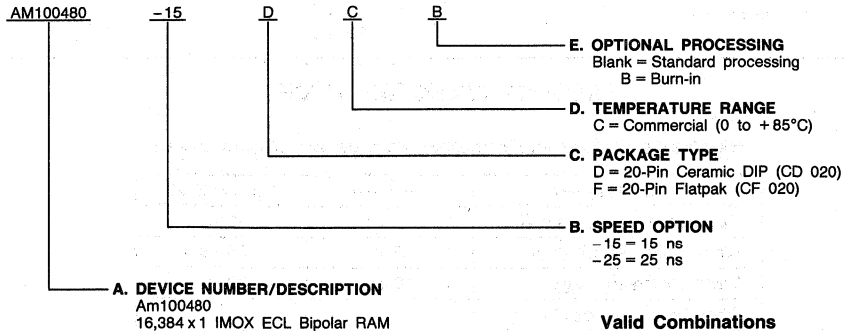 AM100480 -15 D C B
E. OPTIONAL PROCESSING
Blank = Standard processing
B = Burn-in
D. TEMPERATURE RANGE
C = Commercial (0 to +85°C)
C. PACKAGE TYPE
D = 20-Pin Ceramic DIP (CD 020)
F = 20-Pin Flatpak (CF 020)
B. SPEED OPTION
-15 = 15 ns
-25 = 25 ns
A. DEVICE NUMBER/DESCRIPTION
Am100480
16,384 x 1 IMOX ECL Bipolar RAM
Valid Combinations